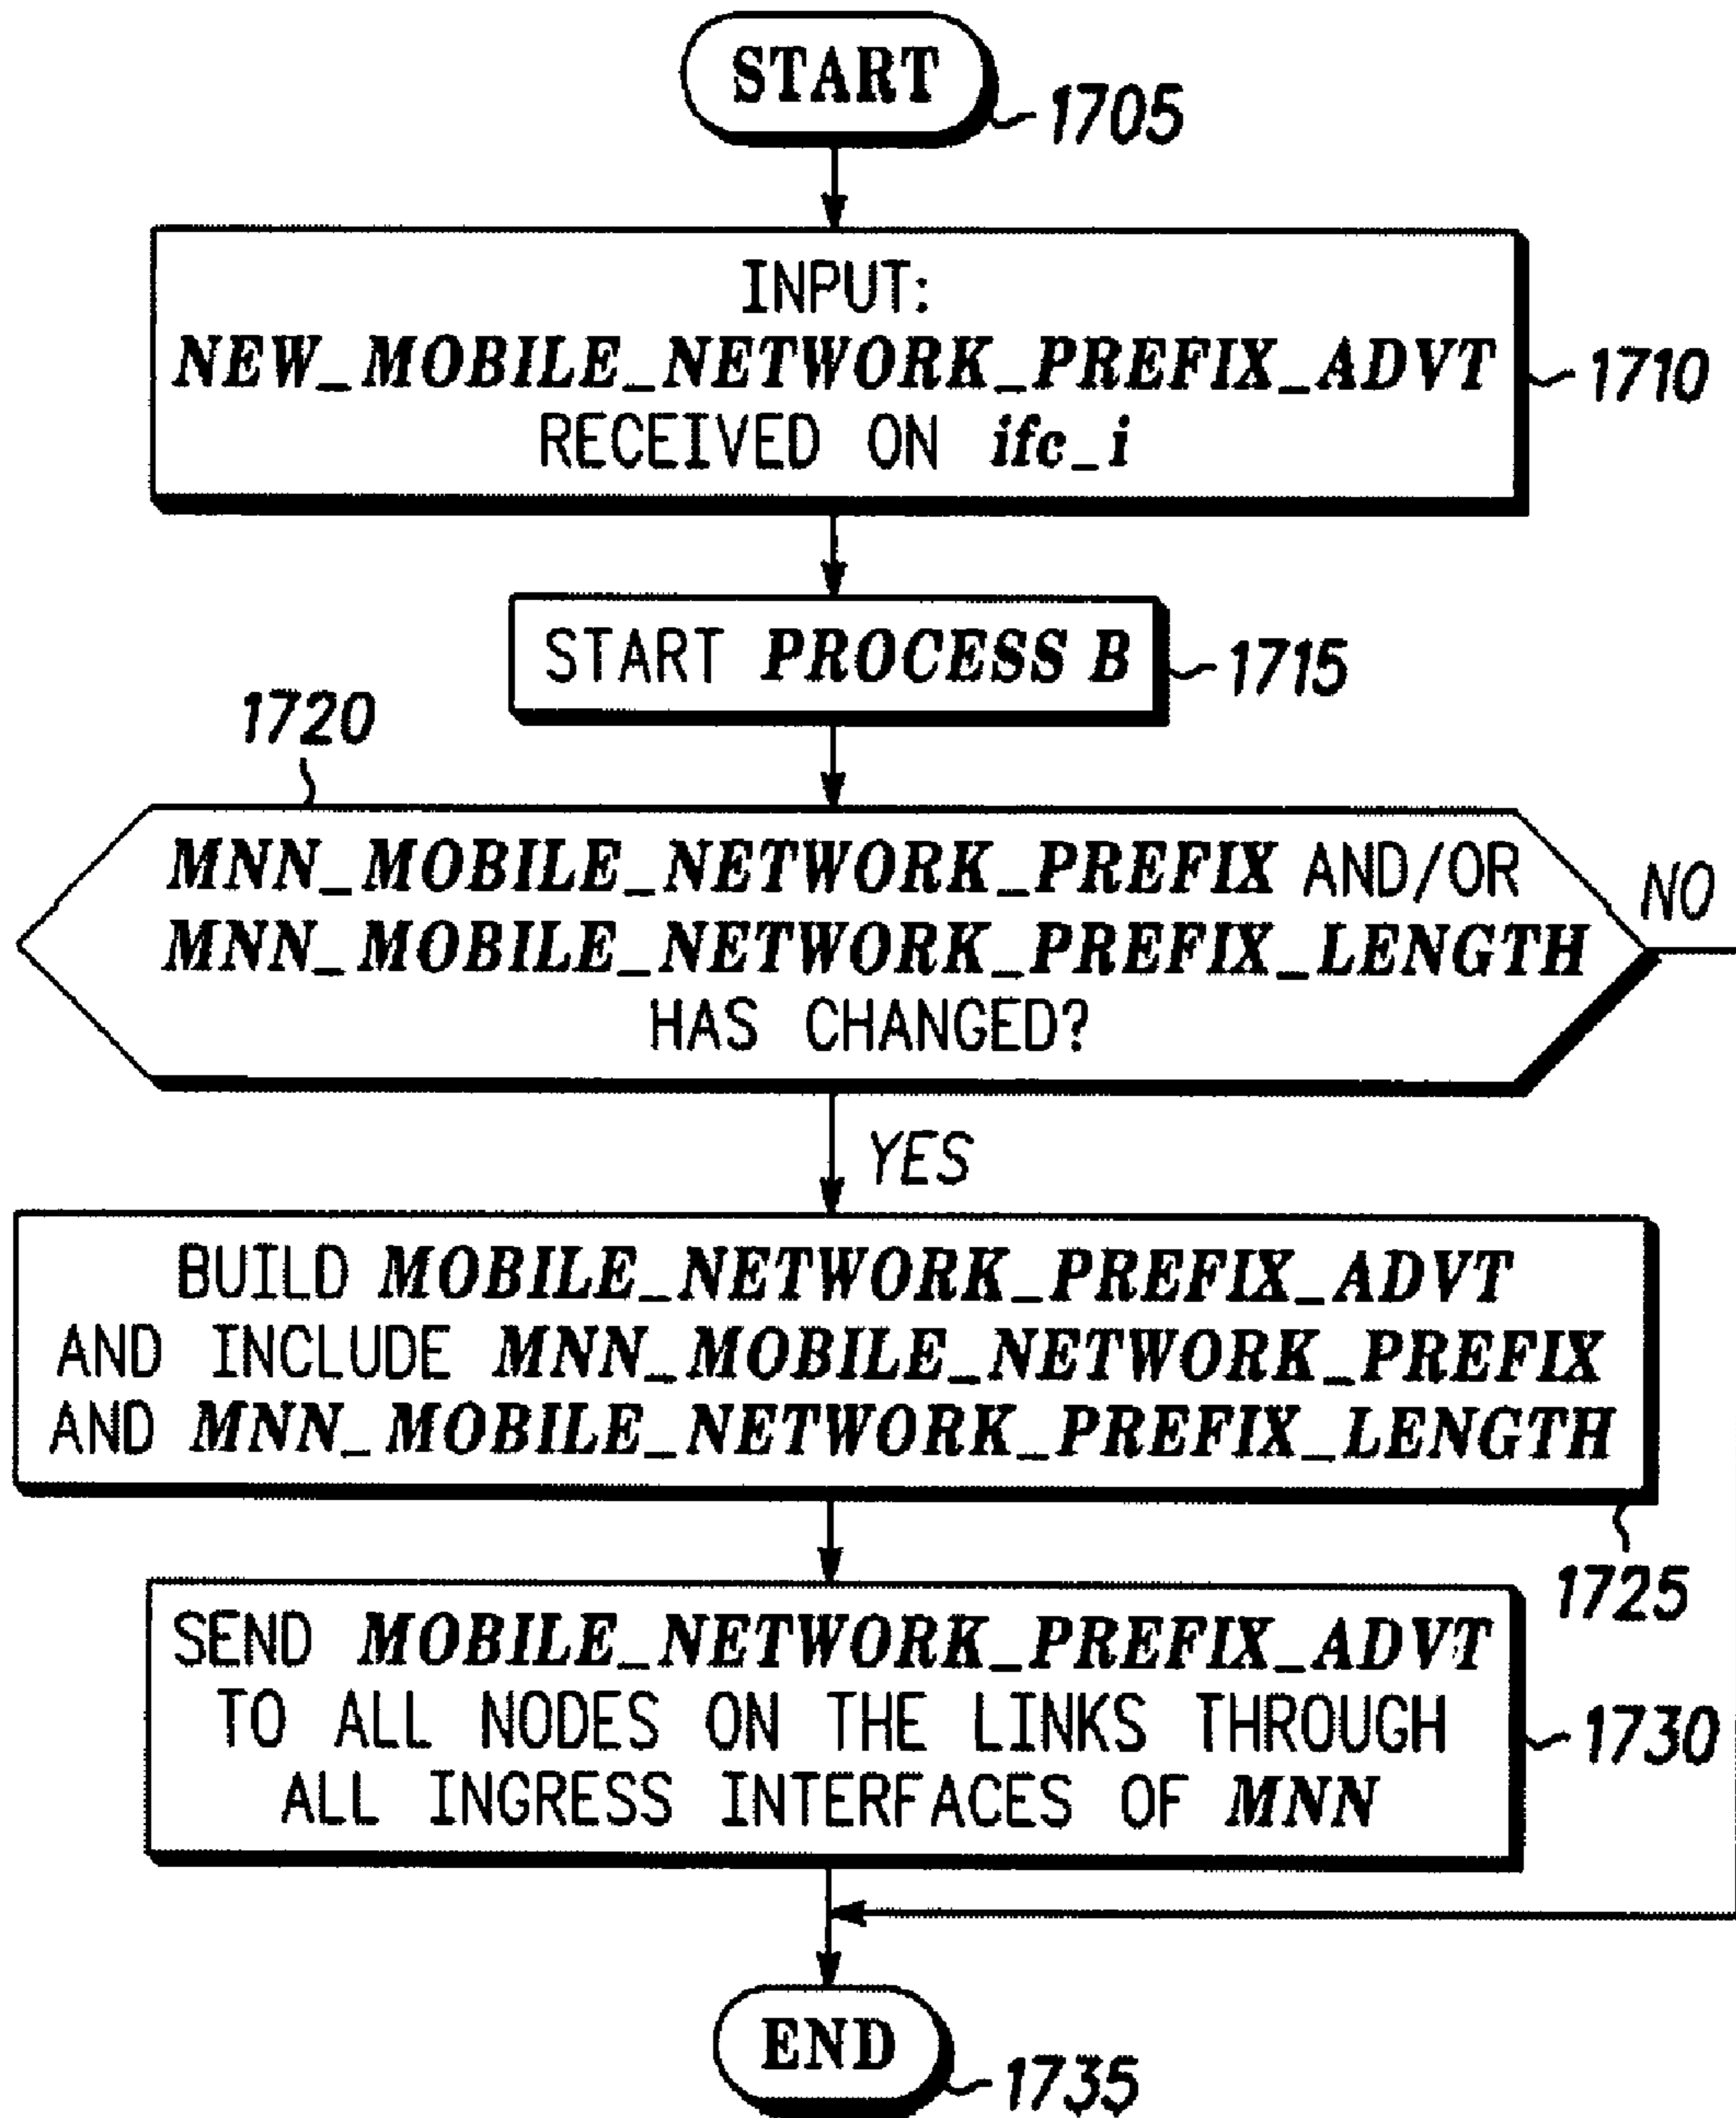 START
1705
INPUT:
NEW_MOBILE_NETWORK_PREFIX_ADVT
RECEIVED ON ifc_i
1710
START PROCESS B
1715
1720
MNN_MOBILE_NETWORK_PREFIX AND/OR
MNN_MOBILE_NETWORK_PREFIX_LENGTH
HAS CHANGED?
NO
YES
BUILD MOBILE_NETWORK_PREFIX_ADVT
AND INCLUDE MNN_MOBILE_NETWORK_PREFIX
AND MNN_MOBILE_NETWORK_PREFIX_LENGTH
1725
SEND MOBILE_NETWORK_PREFIX_ADVT
TO ALL NODES ON THE LINKS THROUGH
ALL INGRESS INTERFACES OF MNN
1730
END
1735